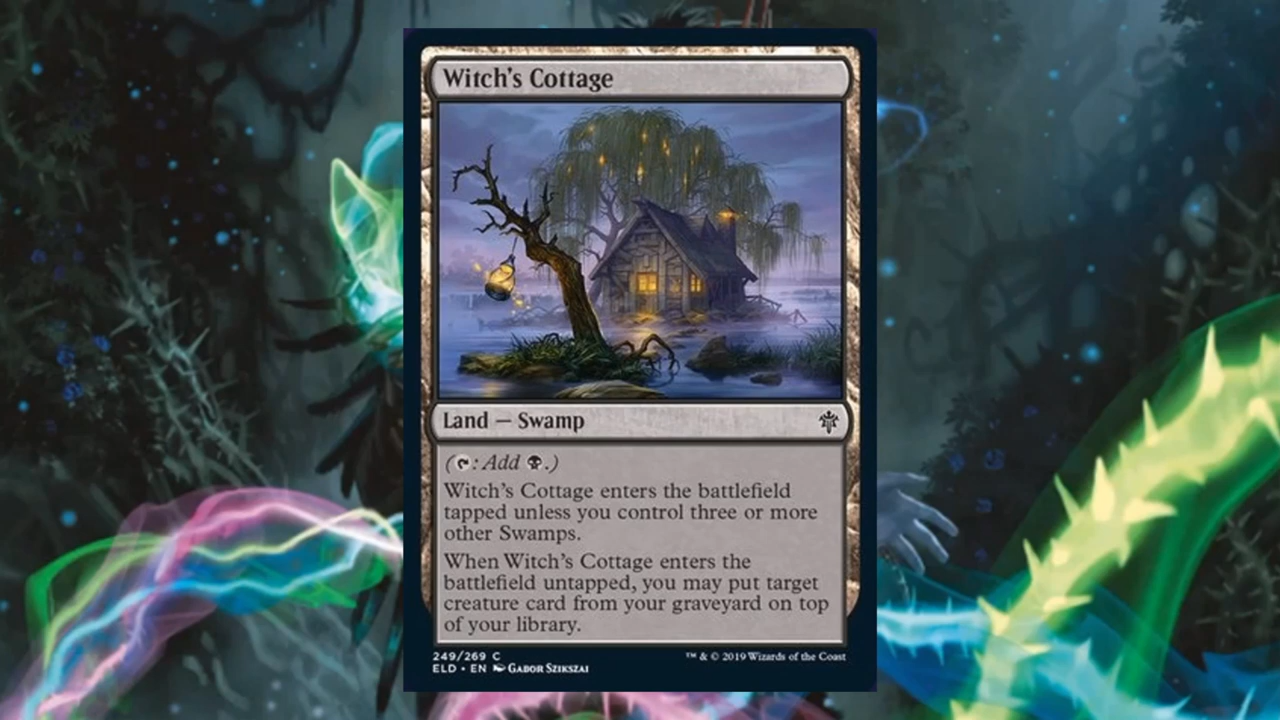 Witch's Cottage
Land — Swamp
(: Add .)
Witch's Cottage enters the battlefield
tapped unless you control three or more
other Swamps.
When Witch's Cottage enters the
battlefield untapped, you may put target
creature card from your graveyard on top
of your library.
249/269 C
ELD • EN Gabor Szikszai
™ & © 2019 Wizards of the Coast